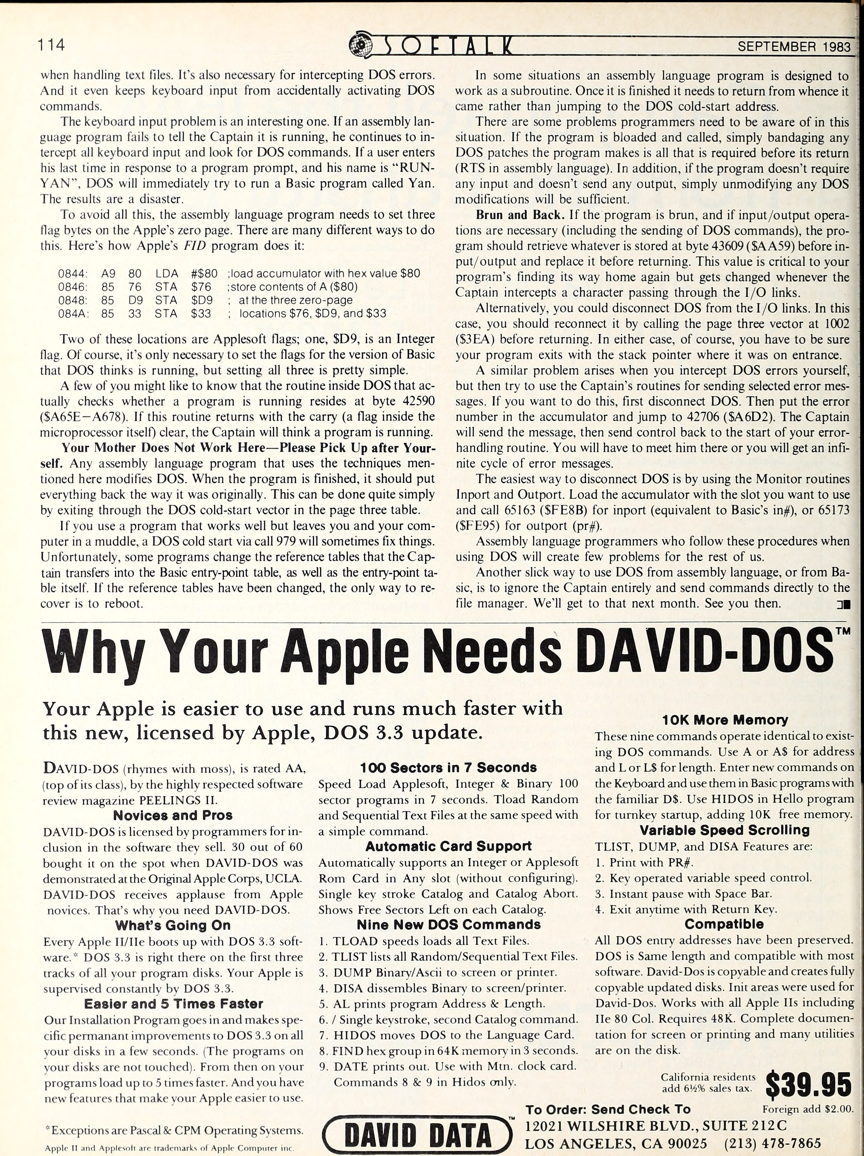 114
SOFTALK
SEPTEMBER 1983
when handling text files. It's also necessary for intercepting DOS errors.
And it even keeps keyboard input from accidentally activating DOS
commands.
The keyboard input problem is an interesting one. If an assembly lan-
guage program fails to tell the Captain it is running, he continues to in-
tercept all keyboard input and look for DOS commands. If a user enters
his last time in response to a program prompt, and his name is "RUN-
YAN", DOS will immediately try to run a Basic program called Yan.
The results are a disaster.
To avoid all this, the assembly language program needs to set three
flag bytes on the Apple's zero page. There are many different ways to do
this. Here's how Apple's FID program does it:
0844: A9 80 LDA #$80 ;load accumulator with hex value $80
0846: 85 76 STA $76 ;store contents of A ($80)
0848: 85 D9 STA $D9 ; at the three zero-page
084A: 85 33 STA $33 ; locations $76, $D9, and $33
Two of these locations are Applesoft flags; one, $D9, is an Integer
flag. Of course, it's only necessary to set the flags for the version of Basic
that DOS thinks is running, but setting all three is pretty simple.
A few of you might like to know that the routine inside DOS that ac-
tually checks whether a program is running resides at byte 42590
($A65E—A678). If this routine returns with the carry (a flag inside the
microprocessor itself) clear, the Captain will think a program is running.
Your Mother Does Not Work Here—Please Pick Up after Your-
self. Any assembly language program that uses the techniques men-
tioned here modifies DOS. When the program is finished, it should put
everything back the way it was originally. This can be done quite simply
by exiting through the DOS cold-start vector in the page three table.
If you use a program that works well but leaves you and your com-
puter in a muddle, a DOS cold start via call 979 will sometimes fix things.
Unfortunately, some programs change the reference tables that the Cap-
tain transfers into the Basic entry-point table, as well as the entry-point ta-
ble itself. If the reference tables have been changed, the only way to re-
cover is to reboot.
In some situations an assembly language program is designed to
work as a subroutine. Once it is finished it needs to return from whence it
came rather than jumping to the DOS cold-start address.
There are some problems programmers need to be aware of in this
situation. If the program is bloaded and called, simply bandaging any
DOS patches the program makes is all that is required before its return
(RTS in assembly language). In addition, if the program doesn't require
any input and doesn't send any output, simply unmodifying any DOS
modifications will be sufficient.
Brun and Back. If the program is brun, and if input/output opera-
tions are necessary (including the sending of DOS commands), the pro-
gram should retrieve whatever is stored at byte 43609 ($AA59) before in-
put/output and replace it before returning. This value is critical to your
program's finding its way home again but gets changed whenever the
Captain intercepts a character passing through the I/O links.
Alternatively, you could disconnect DOS from the I/O links. In this
case, you should reconnect it by calling the page three vector at 1002
($3EA) before returning. In either case, of course, you have to be sure
your program exits with the stack pointer where it was on entrance.
A similar problem arises when you intercept DOS errors yourself,
but then try to use the Captain's routines for sending selected error mes-
sages. If you want to do this, first disconnect DOS. Then put the error
number in the accumulator and jump to 42706 ($A6D2). The Captain
will send the message, then send control back to the start of your error-
handling routine. You will have to meet him there or you will get an infi-
nite cycle of error messages.
The easiest way to disconnect DOS is by using the Monitor routines
Inport and Outport. Load the accumulator with the slot you want to use
and call 65163 ($FE8B) for inport (equivalent to Basic's in#), or 65173
($FE95) for outport (pr#).
Assembly language programmers who follow these procedures when
using DOS will create few problems for the rest of us.
Another slick way to use DOS from assembly language, or from Ba-
sic, is to ignore the Captain entirely and send commands directly to the
file manager. We'll get to that next month. See you then.
Why Your Apple Needs DAVID-DOS™
Your Apple is easier to use and runs much faster with
this new, licensed by Apple, DOS 3.3 update.
DAVID-DOS (rhymes with moss), is rated AA,
(top of its class), by the highly respected software
review magazine PEELINGS II.
Novices and Pros
DAVID-DOS is licensed by programmers for in-
clusion in the software they sell. 30 out of 60
bought it on the spot when DAVID-DOS was
demonstrated at the Original Apple Corps, UCLA.
DAVID-DOS receives applause from Apple
novices. That's why you need DAVID-DOS.
What's Going On
Every Apple II/IIe boots up with DOS 3.3 soft-
ware.* DOS 3.3 is right there on the first three
tracks of all your program disks. Your Apple is
supervised constantly by DOS 3.3.
Easier and 5 Times Faster
Our Installation Program goes in and makes spe-
cific permanant improvements to DOS 3.3 on all
your disks in a few seconds. (The programs on
your disks are not touched). From then on your
programs load up to 5 times faster. And you have
new features that make your Apple easier to use.
*Exceptions are Pascal & CPM Operating Systems.
Apple II and Applesoft are trademarks of Apple Computer inc.
100 Sectors in 7 Seconds
Speed Load Applesoft, Integer & Binary 100
sector programs in 7 seconds. Tload Random
and Sequential Text Files at the same speed with
a simple command.
Automatic Card Support
Automatically supports an Integer or Applesoft
Rom Card in Any slot (without configuring).
Single key stroke Catalog and Catalog Abort.
Shows Free Sectors Left on each Catalog.
Nine New DOS Commands
1. TLOAD speeds loads all Text Files.
2. TLIST lists all Random/Sequential Text Files.
3. DUMP Binary/Ascii to screen or printer.
4. DISA dissembles Binary to screen/printer.
5. AL prints program Address & Length.
6. / Single keystroke, second Catalog command.
7. HIDOS moves DOS to the Language Card.
8. FIND hex group in 64K memory in 3 seconds.
9. DATE prints out. Use with Mtn. clock card.
Commands 8 & 9 in Hidos only.
10K More Memory
These nine commands operate identical to exist-
ing DOS commands. Use A or A$ for address
and L or L$ for length. Enter new commands on
the Keyboard and use them in Basic programs with
the familiar D$. Use HIDOS in Hello program
for turnkey startup, adding 10K free memory.
Variable Speed Scrolling
TLIST, DUMP, and DISA Features are:
1. Print with PR#.
2. Key operated variable speed control.
3. Instant pause with Space Bar.
4. Exit anytime with Return Key.
Compatible
All DOS entry addresses have been preserved.
DOS is Same length and compatible with most
software. David-Dos is copyable and creates fully
copyable updated disks. Init areas were used for
David-Dos. Works with all Apple IIs including
IIe 80 Col. Requires 48K. Complete documen-
tation for screen or printing and many utilities
are on the disk.
California residents
add 6½% sales tax.
$39.95
Foreign add $2.00.
DAVID DATA™
To Order: Send Check To
12021 WILSHIRE BLVD., SUITE 212C
LOS ANGELES, CA 90025 (213) 478-7865